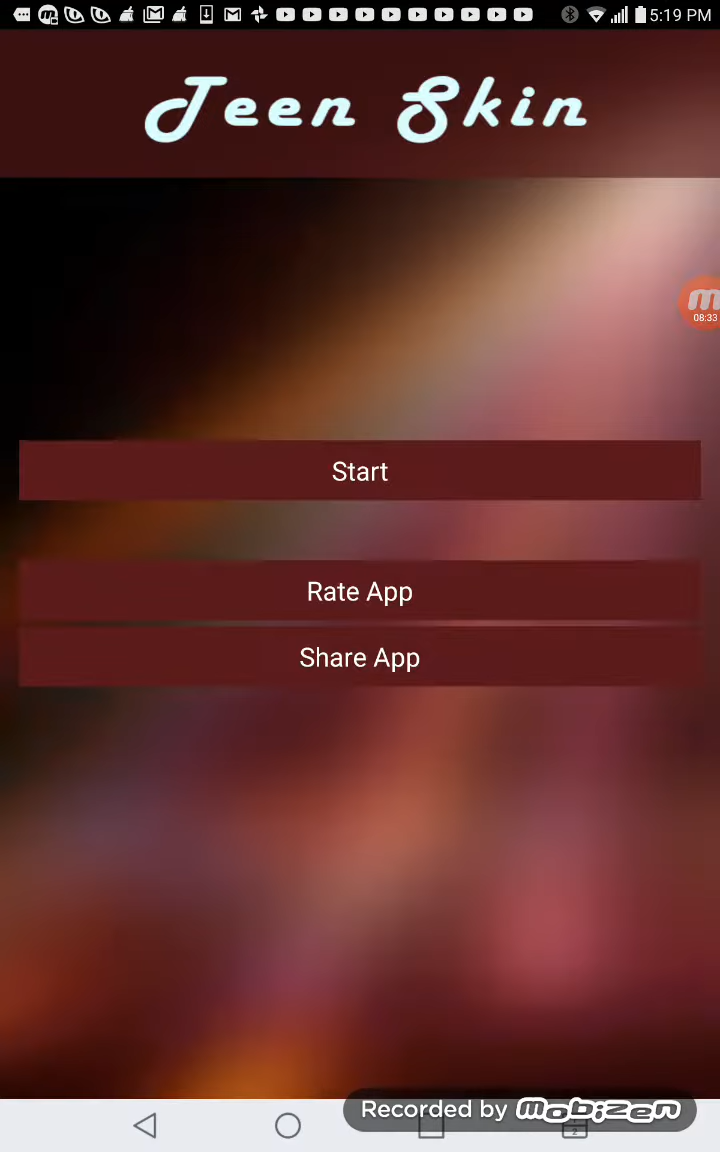 5:19 PM
Teen Skin
08:33
Start
Rate App
Share App
Recorded by mobizen